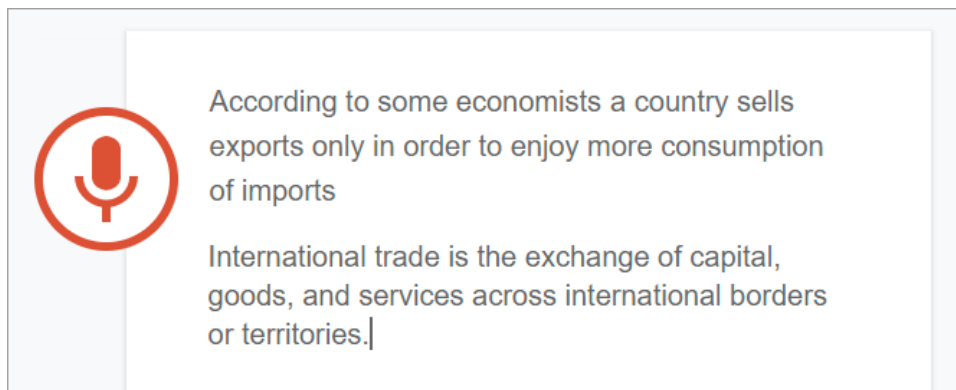 According to some economists a country sells
exports only in order to enjoy more consumption
of imports
International trade is the exchange of capital,
goods, and services across international borders
or territories.